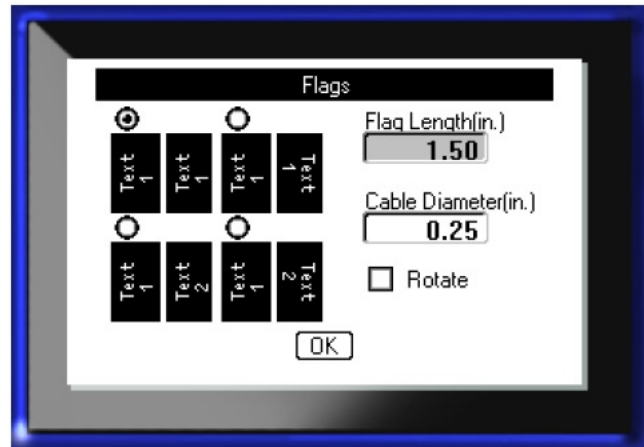 Flags
Text 1
Text 1
Text 1
Text 1
Flag Length(in.)
1.50
Text 1
Text 2
Text 1
Text 2
Cable Diameter(in.)
0.25
Rotate
OK